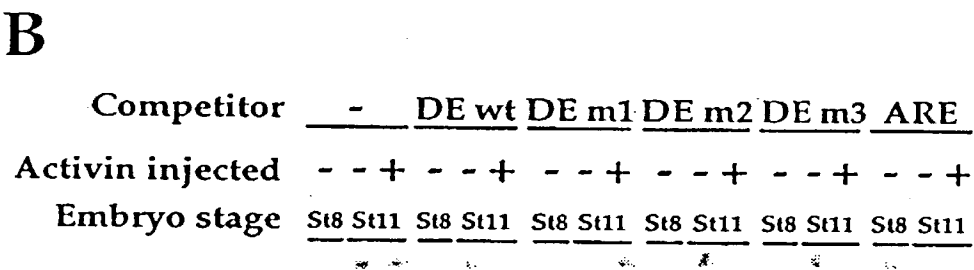 B
Competitor - DE wt DE m1 DE m2 DE m3 ARE
Activin injected - - + - - + - - + - - + - - + - - +
Embryo stage St8 St11 St8 St11 St8 St11 St8 St11 St8 St11 St8 St11